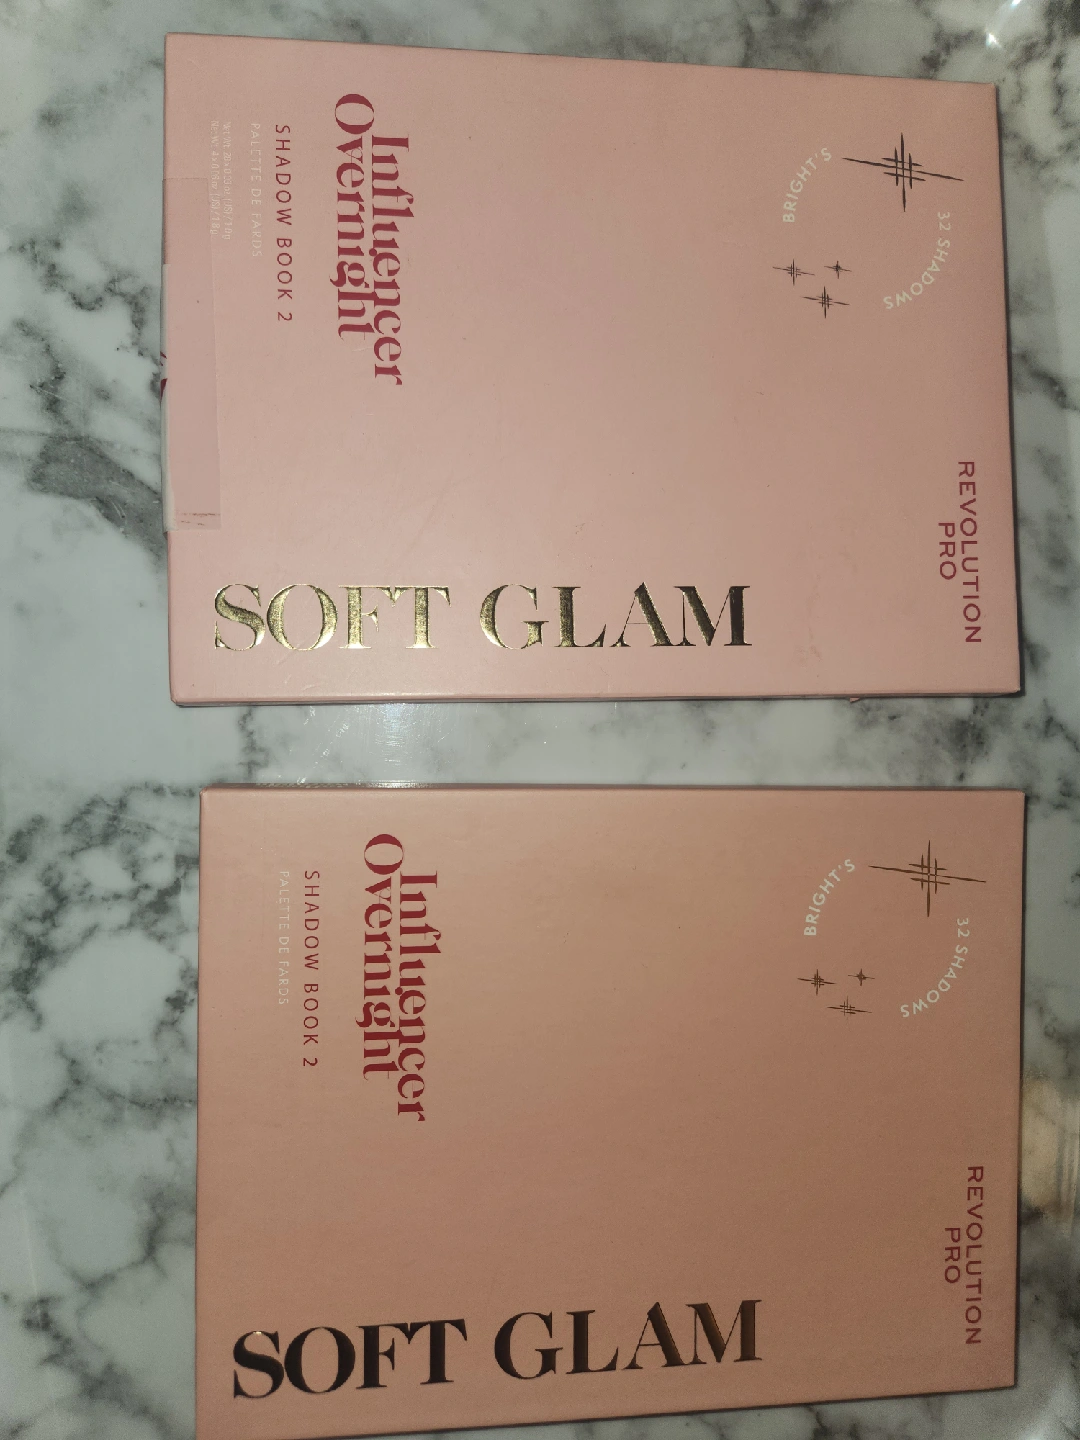 REVOLUTION
PRO
32 SHADOWS
BRIGHT'S
SOFT GLAM
Influencer
Overnight
SHADOW BOOK 2
PALETTE DE FARDS
REVOLUTION
PRO
32 SHADOWS
BRIGHT'S
SOFT GLAM
Influencer
Overnight
SHADOW BOOK 2
PALETTE DE FARDS